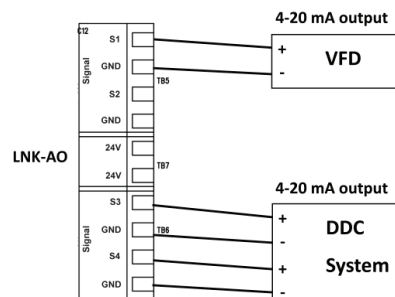 4-20 mA output
C12
S1
+
VFD
GND
-
Signal
TB5
S2
GND
24V
LNK-AO
TB7
24V
4-20 mA output
S3
+
DDC
GND
TB6
-
Signal
S4
+
System
GND
-